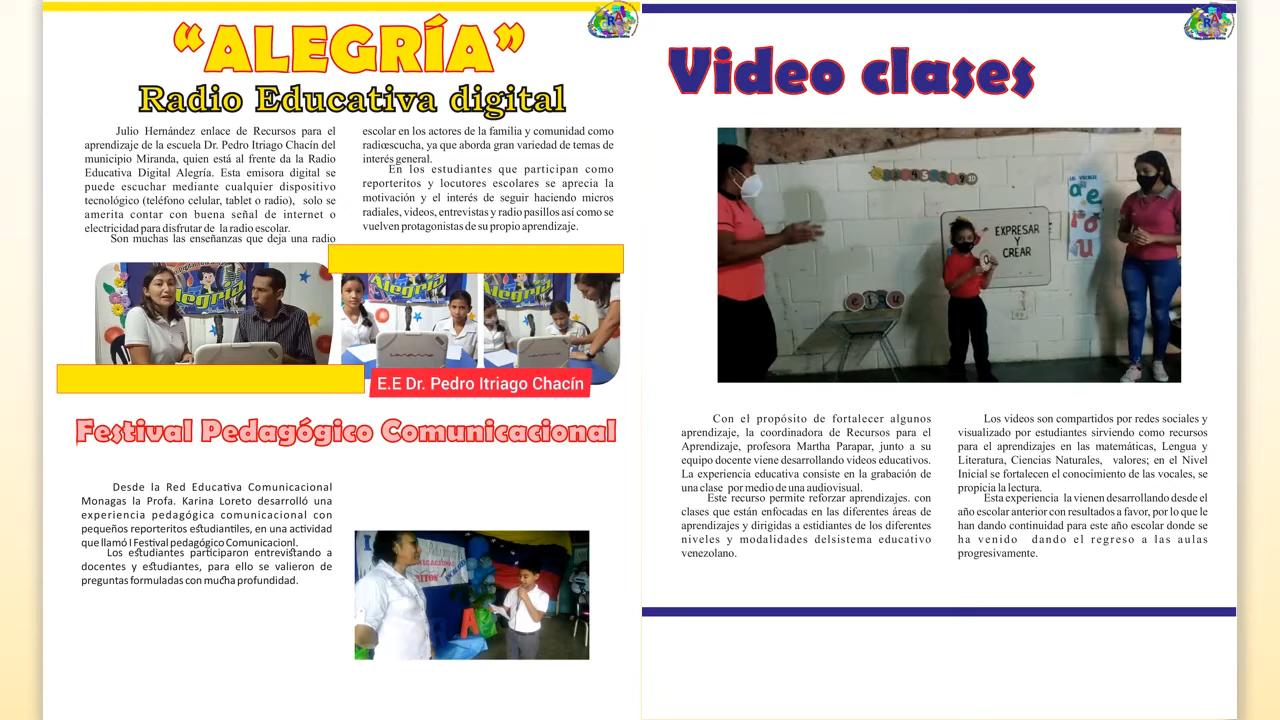 “ALEGRÍA”
Radio Educativa digital
Julio Hernández enlace de Recursos para el
aprendizaje de la escuela Dr. Pedro Itriago Chacín del
municipio Miranda, quien está al frente da la Radio
Educativa Digital Alegría. Esta emisora digital se
puede escuchar mediante cualquier dispositivo
tecnológico (teléfono celular, tablet o radio), solo se
amerita contar con buena señal de internet o
electricidad para disfrutar de la radio escolar.
Son muchas las enseñanzas que deja una radio
escolar en los actores de la familia y comunidad como
radioescucha, ya que aborda gran variedad de temas de
interés general.
En los estudiantes que participan como
reporteritos y locutores escolares se aprecia la
motivación y el interés de seguir haciendo micros
radiales, videos, entrevistas y radio pasillos así como se
vuelven protagonistas de su propio aprendizaje.
Alegría
Alegría
Alegría
E.E Dr. Pedro Itriago Chacín
Festival Pedagógico Comunicacional
Desde la Red Educativa Comunicacional
Monagas la Profa. Karina Loreto desarrolló una
experiencia pedagógica comunicacional con
pequeños reporteritos estudiantiles, en una actividad
que llamó I Festival pedagógico Comunicacionl.
Los estudiantes participaron entrevistando a
docentes y estudiantes, para ello se valieron de
preguntas formuladas con mucha profundidad.
Video clases
EXPRESAR
Y
CREAR
a e
i o
u
Con el propósito de fortalecer algunos
aprendizaje, la coordinadora de Recursos para el
Aprendizaje, profesora Martha Parapar, junto a su
equipo docente viene desarrollando videos educativos.
La experiencia educativa consiste en la grabación de
una clase por medio de una audiovisual.
Este recurso permite reforzar aprendizajes. con
clases que están enfocadas en las diferentes áreas de
aprendizajes y dirigidas a estidiantes de los diferentes
niveles y modalidades delsistema educativo
venezolano.
Los videos son compartidos por redes sociales y
visualizado por estudiantes sirviendo como recursos
para el aprendizajes en las matemáticas, Lengua y
Literatura, Ciencias Naturales, valores; en el Nivel
Inicial se fortalecen el conocimiento de las vocales, se
propicia la lectura.
Esta experiencia la vienen desarrollando desde el
año escolar anterior con resultados a favor, por lo que le
han dando continuidad para este año escolar donde se
ha venido dando el regreso a las aulas
progresivamente.